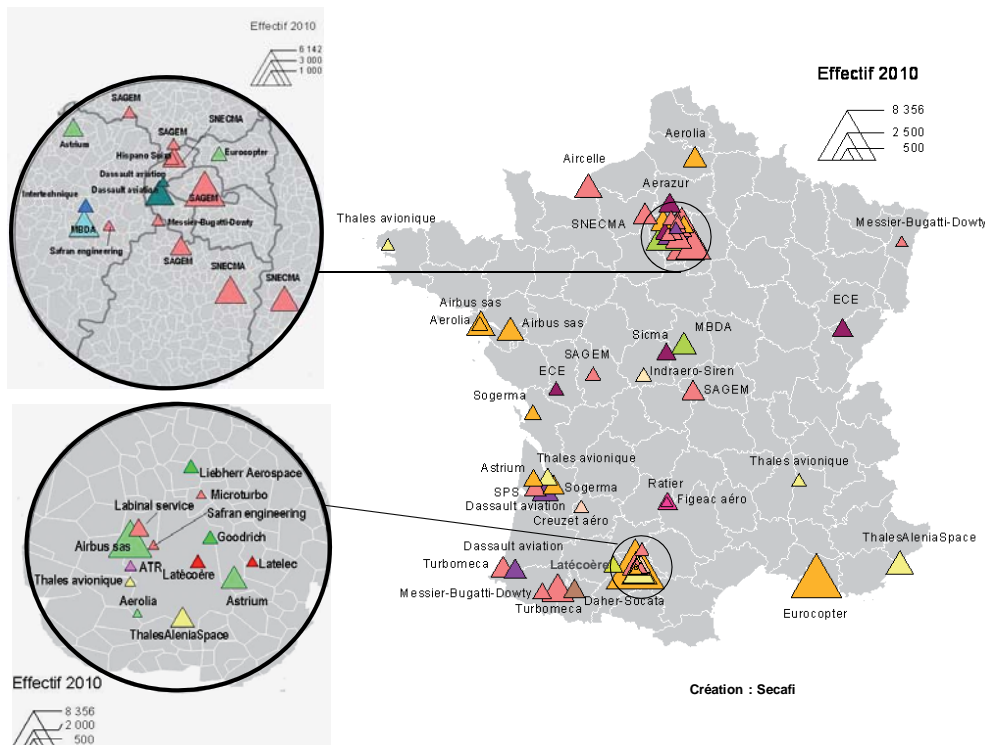 Effectif 2010
6 142
3 000
1 000
SAGEM
SNECMA
Astrium
SAGEM
Hispano
Eurocopter
Dassault aviation
Dassault aviation
Intertechnique
SAGEM
MBDA
Messier-Bugatti-Dowty
Safran engineering
SAGEM
SNECMA
SNECMA
Effectif 2010
8 356
2 500
500
Aerolia
Aircelle
Aerazur
SNECMA
Thales avionique
Messier-Bugatti-Dowty
ECE
Airbus sas
Aerolia
Airbus sas
Sicma
MBDA
SAGEM
Indraero-Siren
ECE
SAGEM
Sogerma
Astrium
Thales avionique
Thales avionique
SPS
Sogerma
Ratier
Figeac aéro
Dassault aviation
Creuzet aéro
ThalesAleniaSpace
Dassault aviation
Turbomeca
Latécoère
Messier-Bugatti-Dowty
Daher-Socata
Turbomeca
Eurocopter
Liebherr Aerospace
Microturbo
Labinal service
Safran engineering
Goodrich
Airbus sas
ATR
Latécoère
Latelec
Thales avionique
Astrium
Aerolia
ThalesAleniaSpace
Effectif 2010
8 356
2 000
500
Création : Secafi